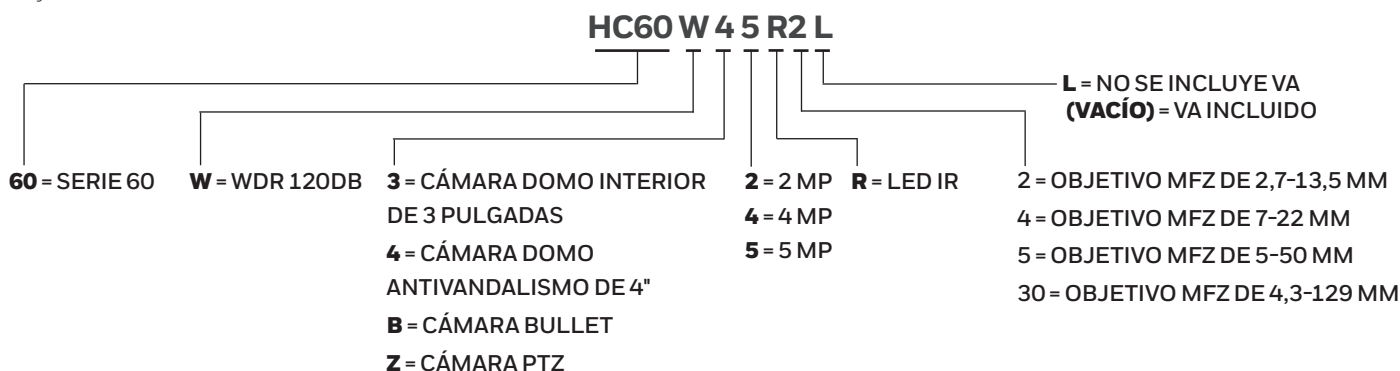 HC60 W 4 5 R 2 L
L = NO SE INCLUYE VA
(VACÍO) = VA INCLUIDO
60 = SERIE 60
W = WDR 120DB
3 = CÁMARA DOMO INTERIOR
DE 3 PULGADAS
4 = CÁMARA DOMO
ANTIVANDALISMO DE 4"
B = CÁMARA BULLET
Z = CÁMARA PTZ
2 = 2 MP
4 = 4 MP
5 = 5 MP
R = LED IR
2 = OBJETIVO MFZ DE 2,7-13,5 MM
4 = OBJETIVO MFZ DE 7-22 MM
5 = OBJETIVO MFZ DE 5-50 MM
30 = OBJETIVO MFZ DE 4,3-129 MM